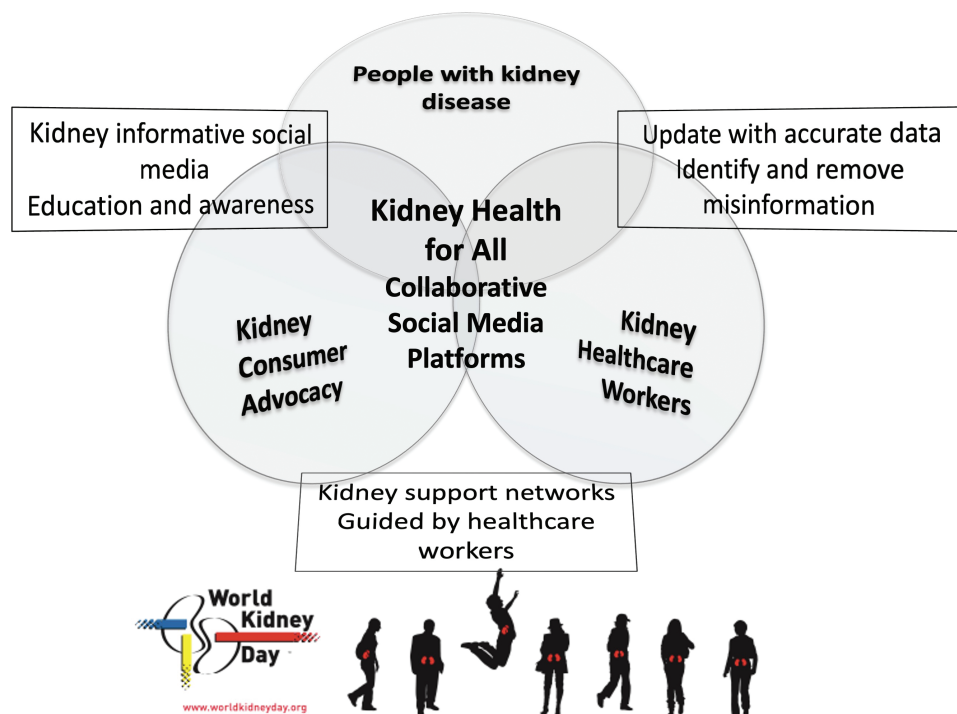 People with kidney
disease
Kidney informative social
media
Education and awareness
Update with accurate data
Identify and remove
misinformation
Kidney Health
for All
Collaborative
Social Media
Platforms
Kidney
Consumer
Advocacy
Kidney
Healthcare
Workers
Kidney support networks
Guided by healthcare
workers
World
Kidney
Day
www.worldkidneyday.org